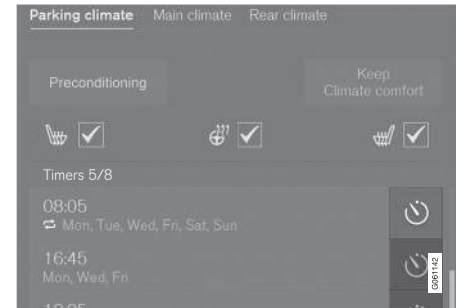 Parking climate Main climate Rear climate
Preconditioning
Keep
Climate comfort
Timers 5/8
08:05
Mon, Tue, Wed, Fri, Sat, Sun
16:45
Mon, Wed, Fri
G061142